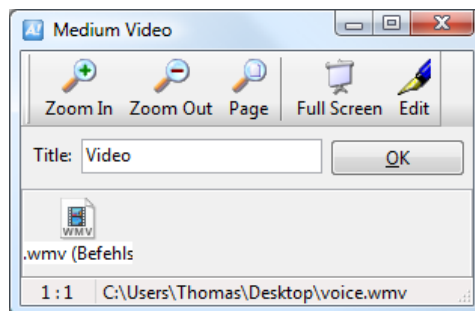 Medium Video
Zoom In Zoom Out Page Full Screen Edit
Title: Video OK
WMV
.wmv (Befehls
1:1 C:\Users\Thomas\Desktop\voice.wmv